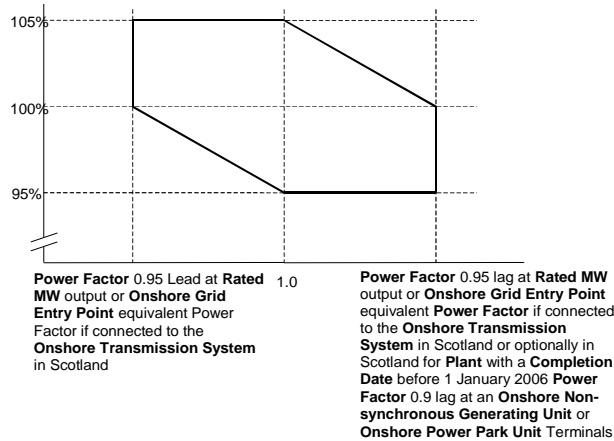 105%
100%
95%
Power Factor 0.95 Lead at Rated
MW output or Onshore Grid
Entry Point equivalent Power
Factor if connected to the
Onshore Transmission System
in Scotland
1.0
Power Factor 0.95 lag at Rated MW
output or Onshore Grid Entry Point
equivalent Power Factor if connected
to the Onshore Transmission
System in Scotland or optionally in
Scotland for Plant with a Completion
Date before 1 January 2006 Power
Factor 0.9 lag at an Onshore Non-
synchronous Generating Unit or
Onshore Power Park Unit Terminals